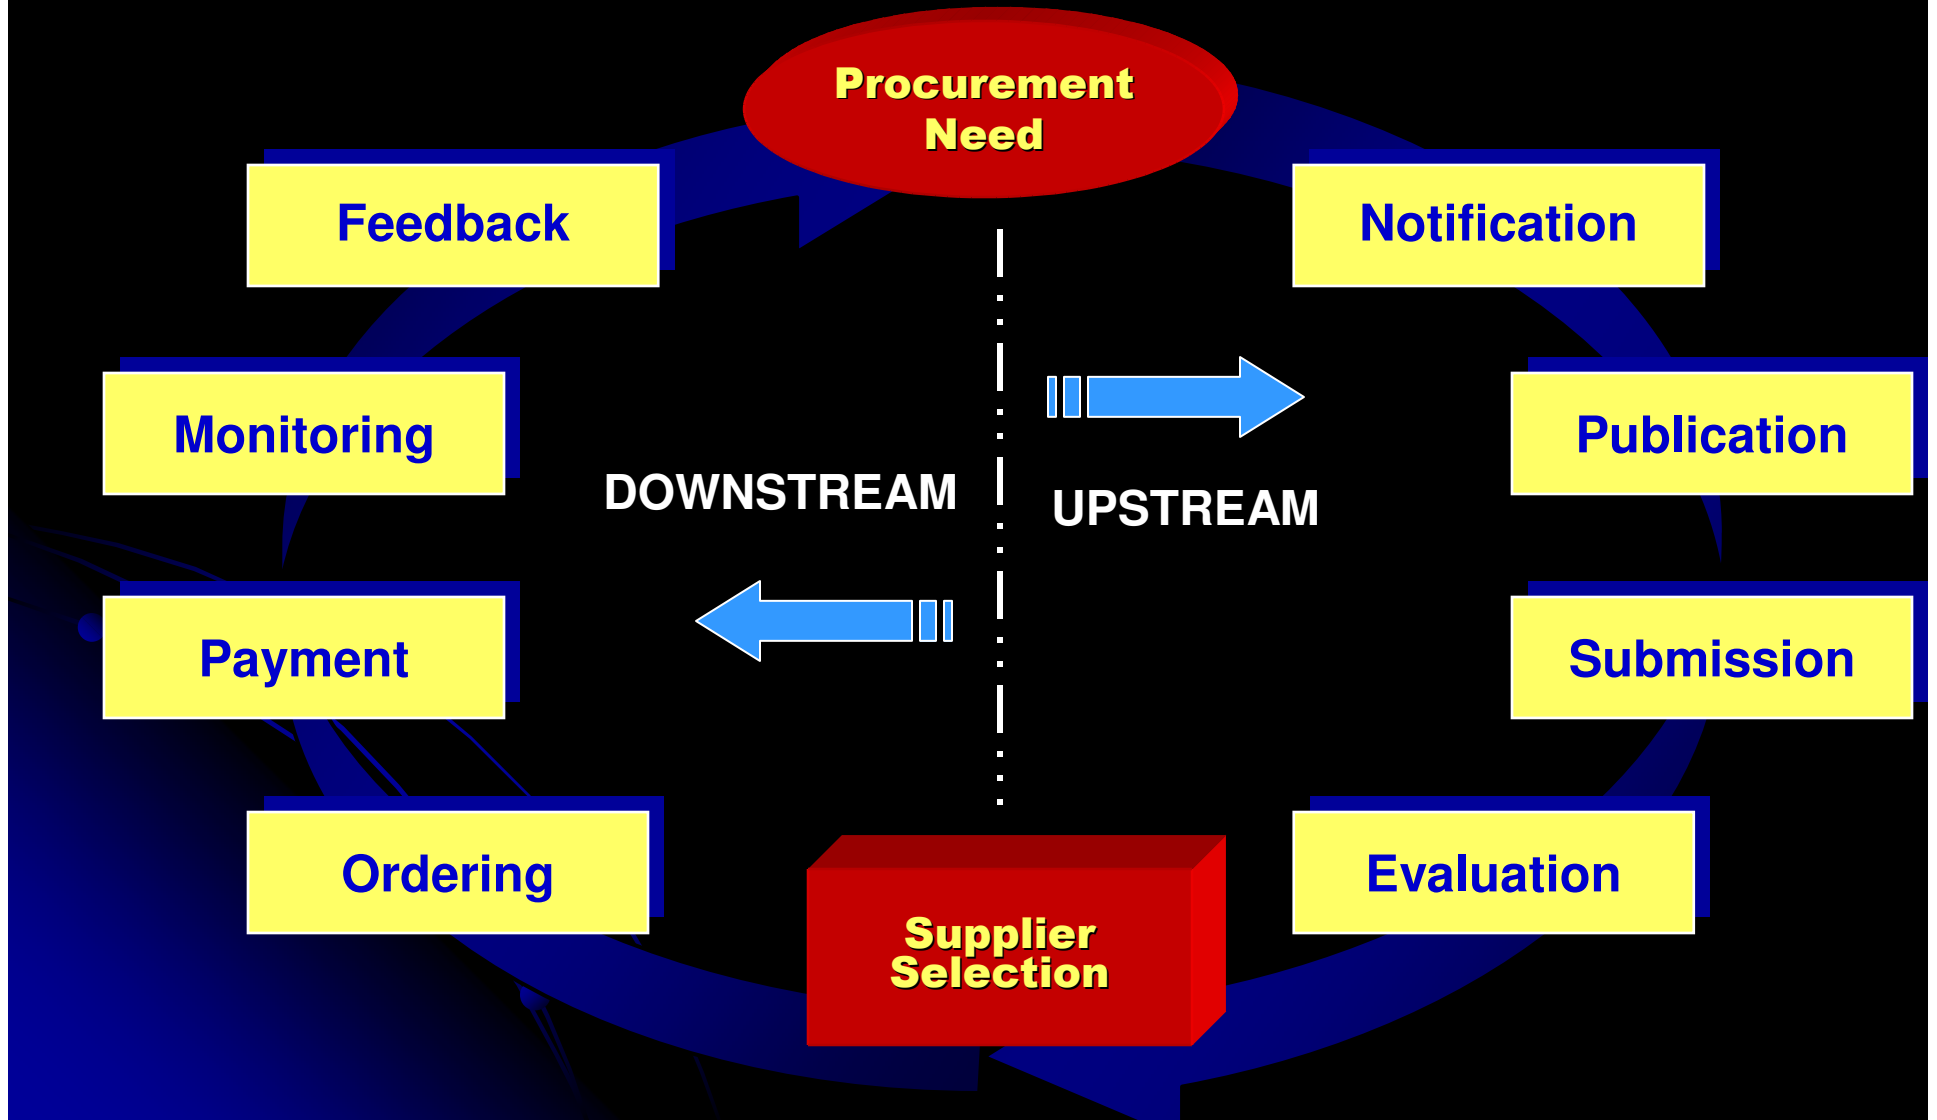 Procurement
Need
Feedback
Notification
Monitoring
Publication
DOWNSTREAM
UPSTREAM
Payment
Submission
Ordering
Evaluation
Supplier
Selection